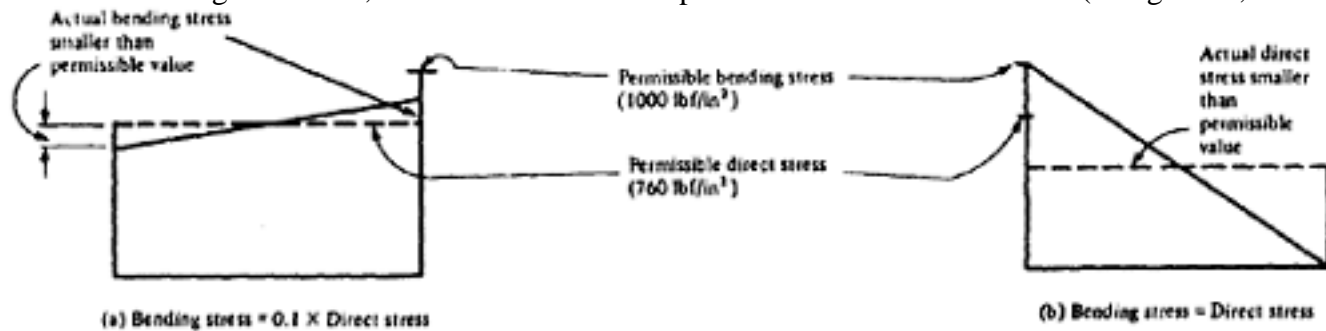 Actual bending stress
smaller than
permissible value
Permissible bending stress
(1000 lbf/in²)
Permissible direct stress
(760 lbf/in²)
Actual direct
stress smaller
than
permissible
value
(a) Bending stress = 0.1 × Direct stress
(b) Bending stress = Direct stress